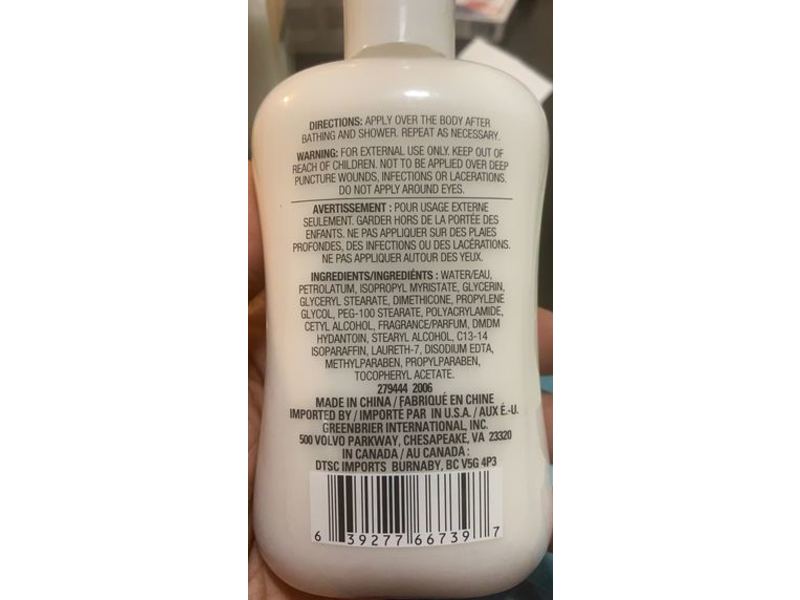 DIRECTIONS: APPLY OVER THE BODY AFTER
BATHING AND SHOWER. REPEAT AS NECESSARY.
WARNING: FOR EXTERNAL USE ONLY. KEEP OUT OF
REACH OF CHILDREN. NOT TO BE APPLIED OVER DEEP
PUNCTURE WOUNDS, INFECTIONS OR LACERATIONS.
DO NOT APPLY AROUND EYES.
AVERTISSEMENT : POUR USAGE EXTERNE
SEULEMENT. GARDER HORS DE LA PORTÉE DES
ENFANTS. NE PAS APPLIQUER SUR DES PLAIES
PROFONDES, DES INFECTIONS OU DES LACÉRATIONS.
NE PAS APPLIQUER AUTOUR DES YEUX.
INGREDIENTS/INGREDIÉNTS : WATER/EAU,
PETROLATUM, ISOPROPYL MYRISTATE, GLYCERIN,
GLYCERYL STEARATE, DIMETHICONE, PROPYLENE
GLYCOL, PEG-100 STEARATE, POLYACRYLAMIDE,
CETYL ALCOHOL, FRAGRANCE/PARFUM, DMDM
HYDANTOIN, STEARYL ALCOHOL, C13-14
ISOPARAFFIN, LAURETH-7, DISODIUM EDTA,
METHYLPARABEN, PROPYLPARABEN,
TOCOPHERYL ACETATE.
279444 2006
MADE IN CHINA / FABRIQUÉ EN CHINE
IMPORTED BY / IMPORTÉ PAR IN U.S.A. / AUX É.-U.
GREENBRIER INTERNATIONAL, INC.
500 VOLVO PARKWAY, CHESAPEAKE, VA 23320
IN CANADA / AU CANADA :
DTSC IMPORTS BURNABY, BC V5G 4P3
6 39277 66739 7